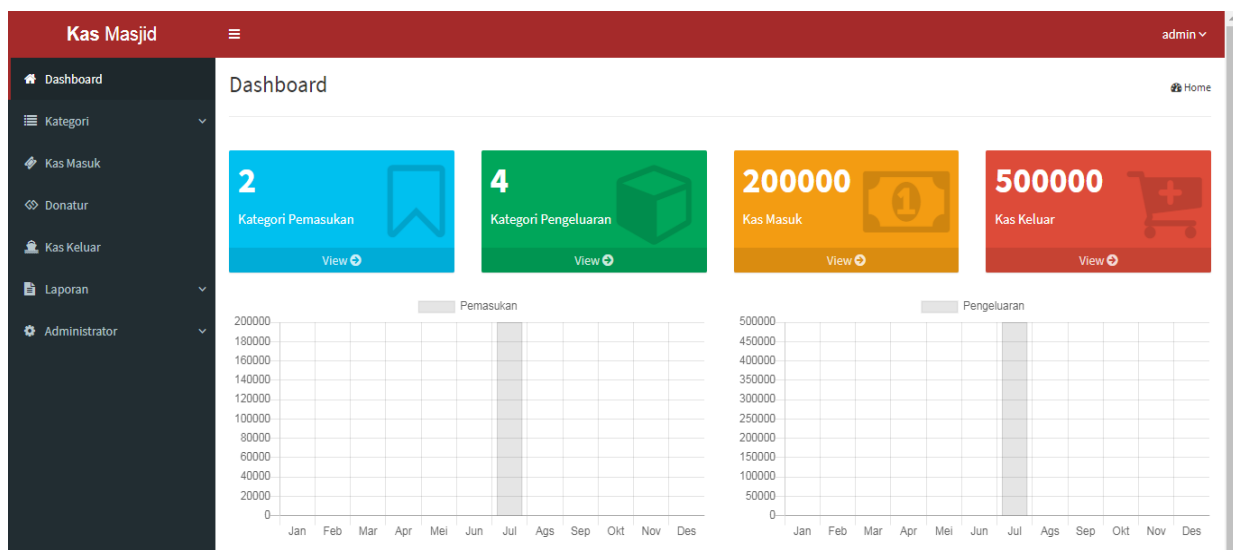 Kas Masjid
admin
Dashboard
Kategori
Kas Masuk
Donatur
Kas Keluar
Laporan
Administrator
Dashboard
Home
2
Kategori Pemasukan
View
4
Kategori Pengeluaran
View
200000
1
Kas Masuk
View
500000
Kas Keluar
View
Pemasukan
200000
180000
160000
140000
120000
100000
80000
60000
40000
20000
0
Jan Feb Mar Apr Mei Jun Jul Ags Sep Okt Nov Des
Pengeluaran
500000
450000
400000
350000
300000
250000
200000
150000
100000
50000
0
Jan Feb Mar Apr Mei Jun Jul Ags Sep Okt Nov Des